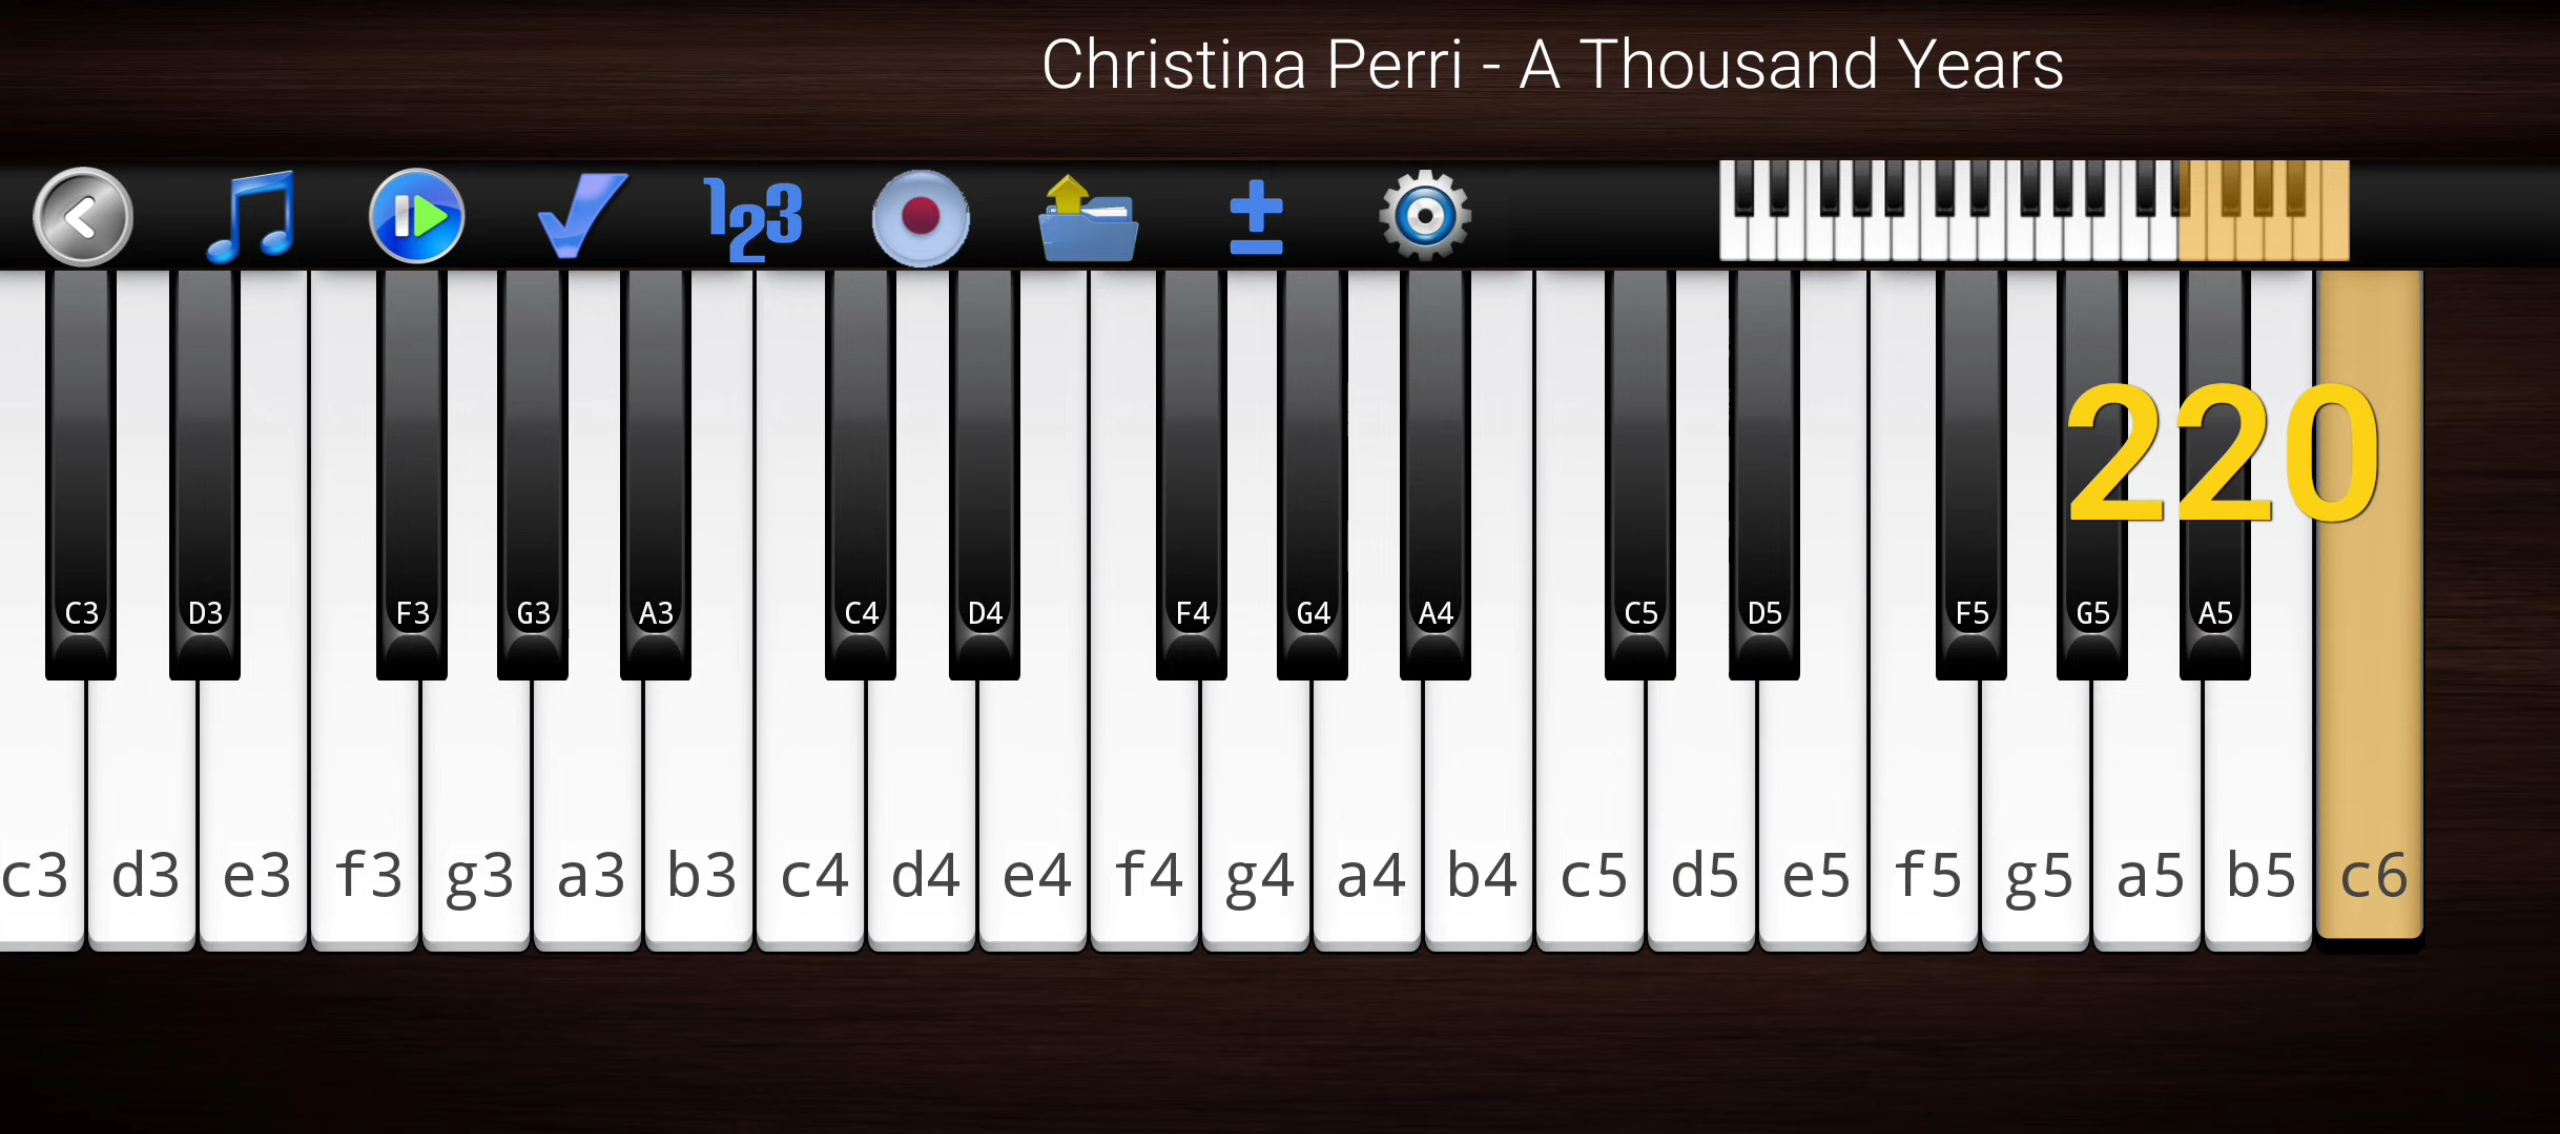 Christina Perri - A Thousand Years
123
220
C3 D3 F3 G3 A3 C4 D4 F4 G4 A4 C5 D5 F5 G5 A5
c3 d3 e3 f3 g3 a3 b3 c4 d4 e4 f4 g4 a4 b4 c5 d5 e5 f5 g5 a5 b5 c6